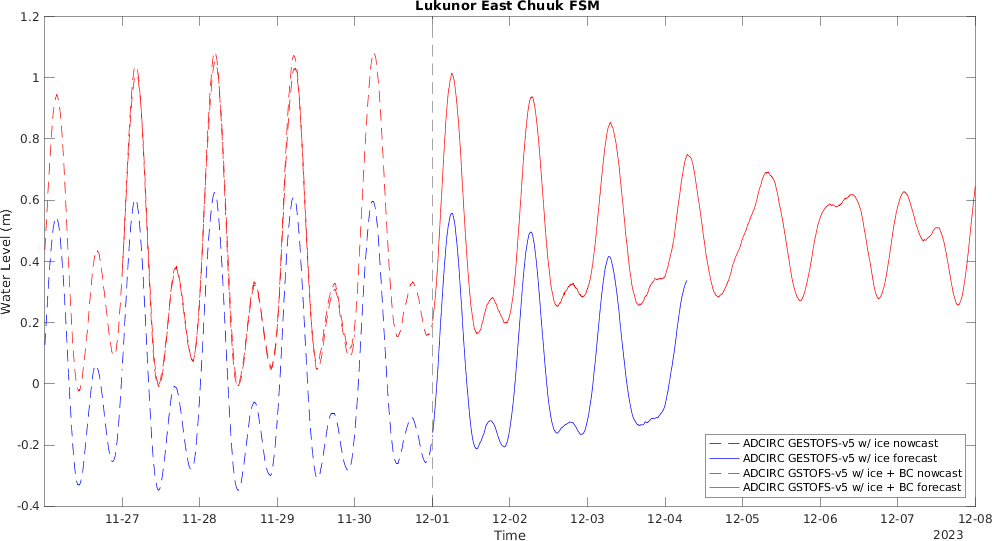 Lukunor East Chuuk FSM
1.2
1
0.8
0.6
0.4
0.2
0
-0.2
-0.4
Water Level (m)
ADCIRC GESTOFS-v5 w/ ice nowcast
ADCIRC GESTOFS-v5 w/ ice forecast
ADCIRC GSTOFS-v5 w/ ice + BC nowcast
ADCIRC GSTOFS-v5 w/ ice + BC forecast
11-27 11-28 11-29 11-30 12-01 12-02 12-03 12-04 12-05 12-06 12-07 12-08
Time
2023